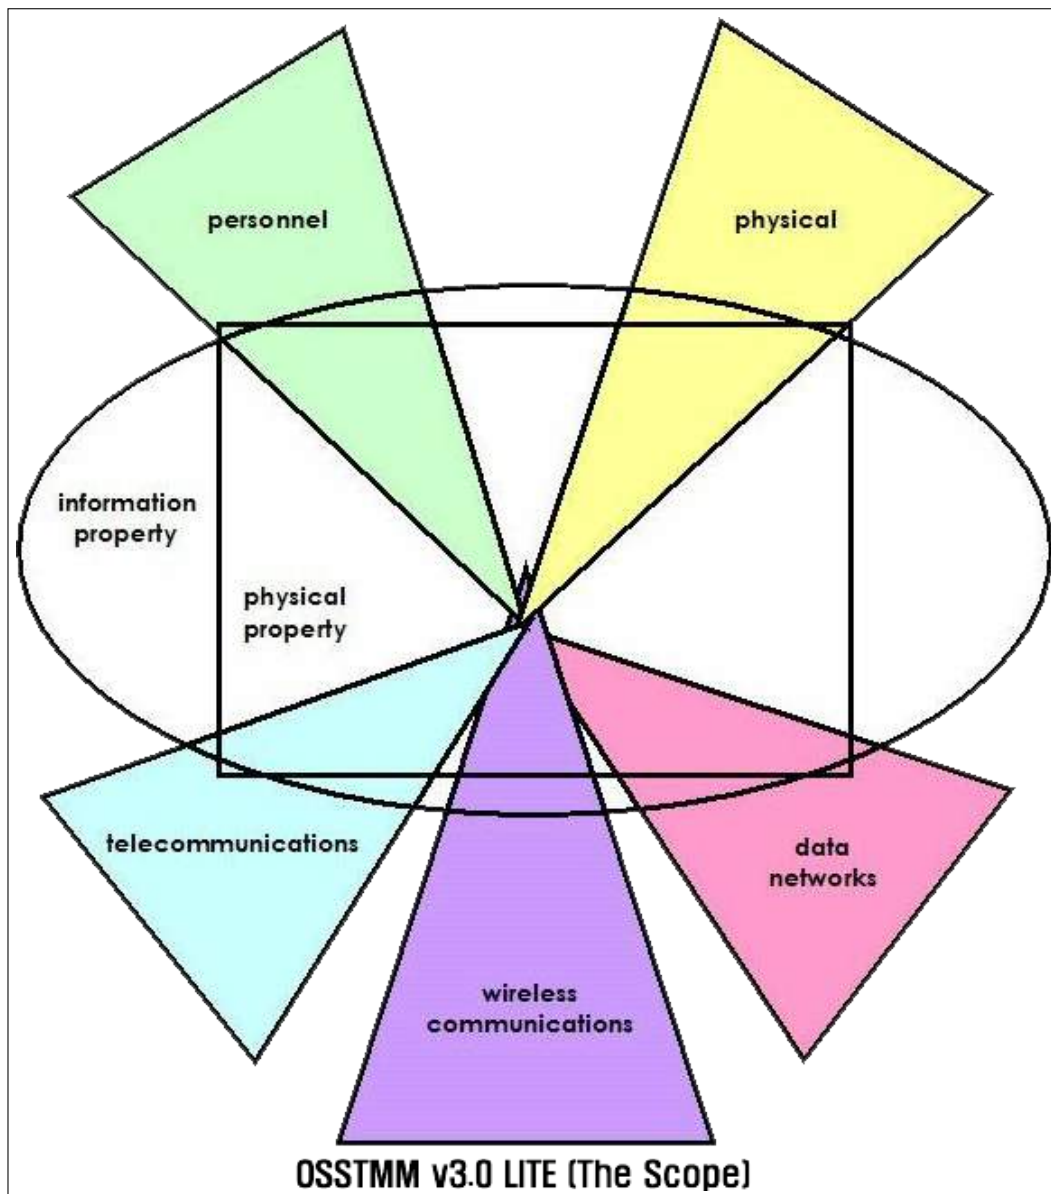 personnel
physical
information
property
physical
property
telecommunications
data
networks
wireless
communications
OSSTMM v3.0 LITE (The Scope)